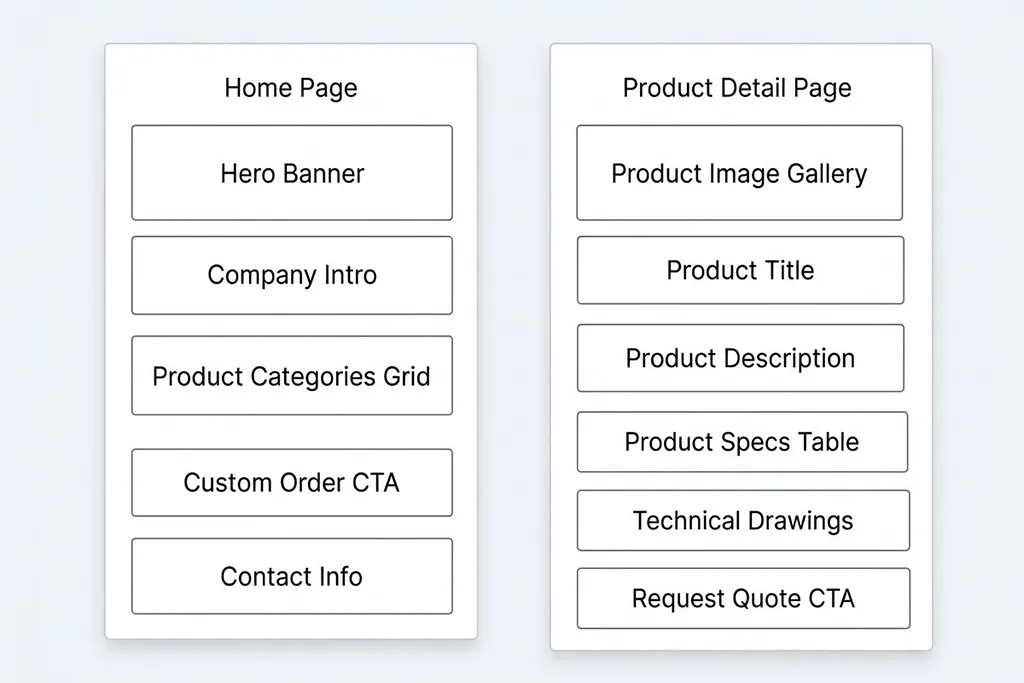 Home Page
Hero Banner
Company Intro
Product Categories Grid
Custom Order CTA
Contact Info
Product Detail Page
Product Image Gallery
Product Title
Product Description
Product Specs Table
Technical Drawings
Request Quote CTA